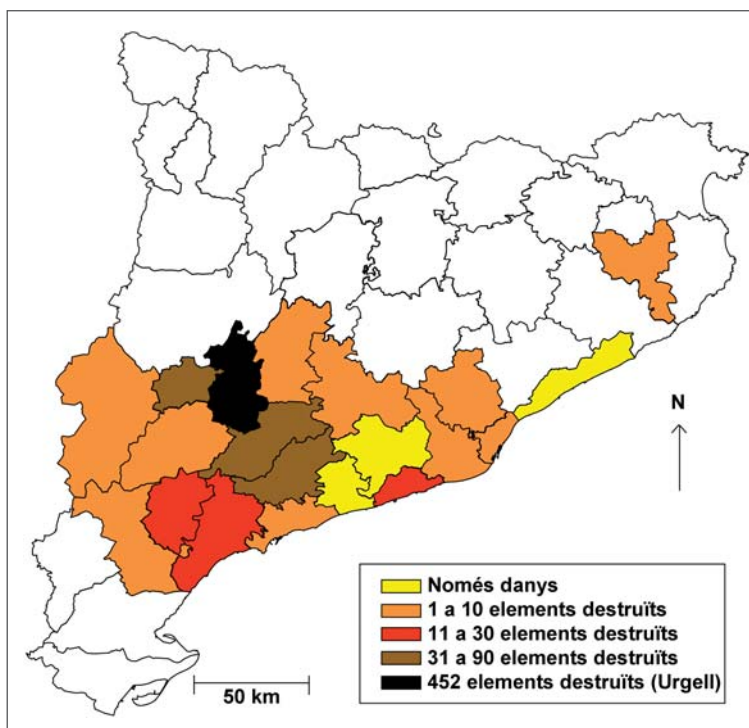 N
Només danys
1 a 10 elements destruïts
11 a 30 elements destruïts
31 a 90 elements destruïts
452 elements destruïts (Urgell)
50 km